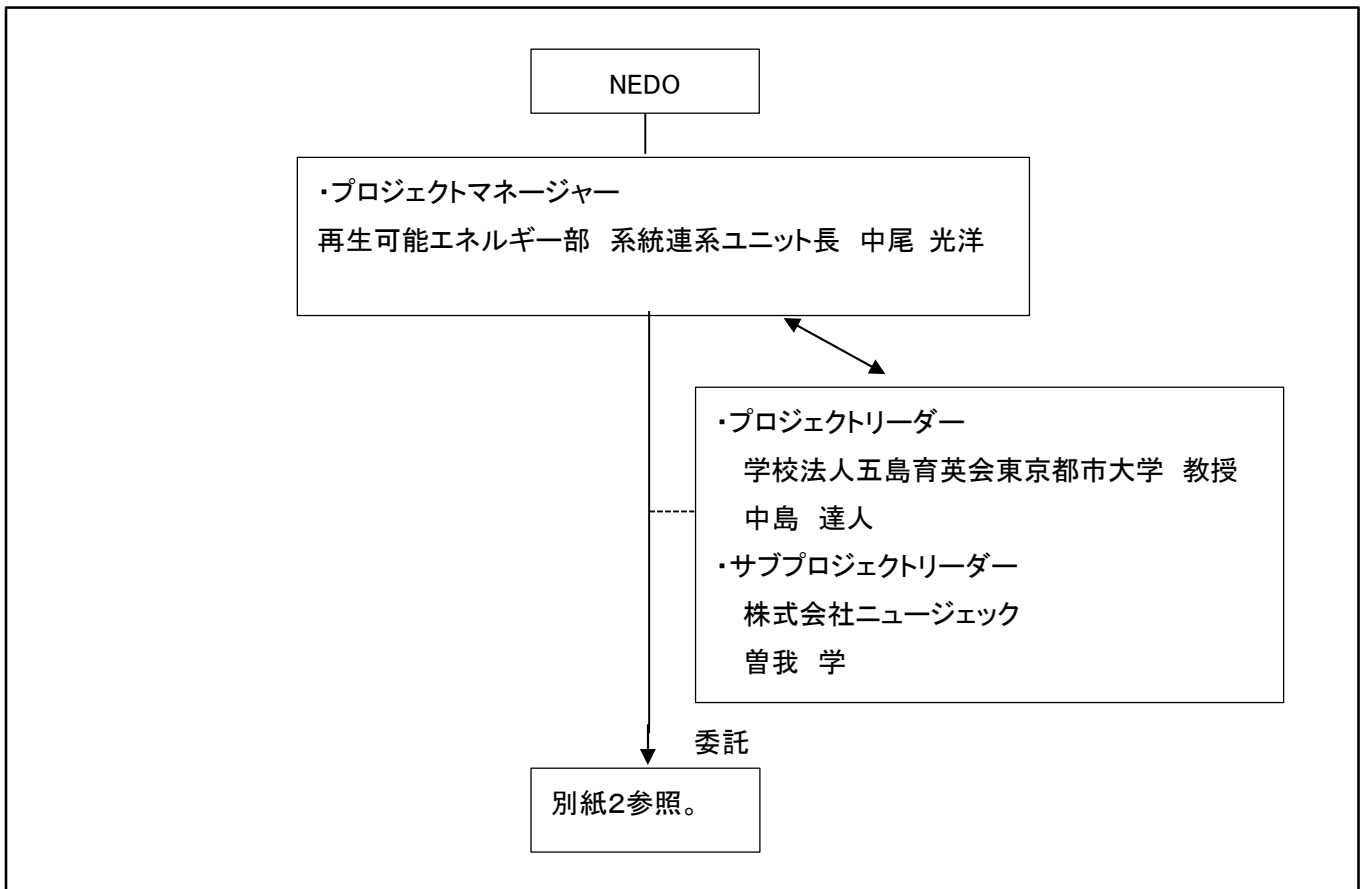 NEDO
・プロジェクトマネージャー
再生可能エネルギー部　系統連系ユニット長　中尾　光洋
・プロジェクトリーダー
学校法人五島育英会東京都市大学　教授
中島　達人
・サブプロジェクトリーダー
株式会社ニュージェック
曽我　学
委託
別紙２参照。